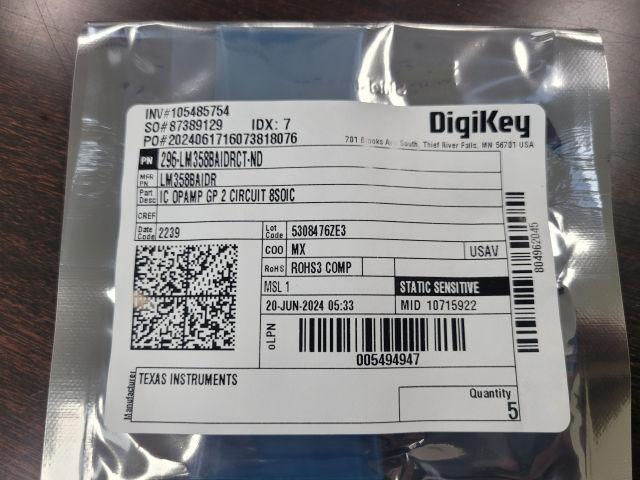 INV#105485754
SO#87389129 IDX: 7
PO#2024061716073818076
DigiKey
701 Brooks Ave South, Thief River Falls, MN 56701 USA
PN 296-LM358BAIDRCT-ND
MFR PN LM358BAIDR
Part Desc IC OPAMP GP 2 CIRCUIT 8SOIC
CREF
Date Code 2239
Lot Code 5308476ZE3
COO MX USAV
RoHS ROHS3 COMP
MSL 1 STATIC SENSITIVE
20-JUN-2024 05:33 MID 10715922
oLPN
005494947
804962045
Manufacturer TEXAS INSTRUMENTS
Quantity
5